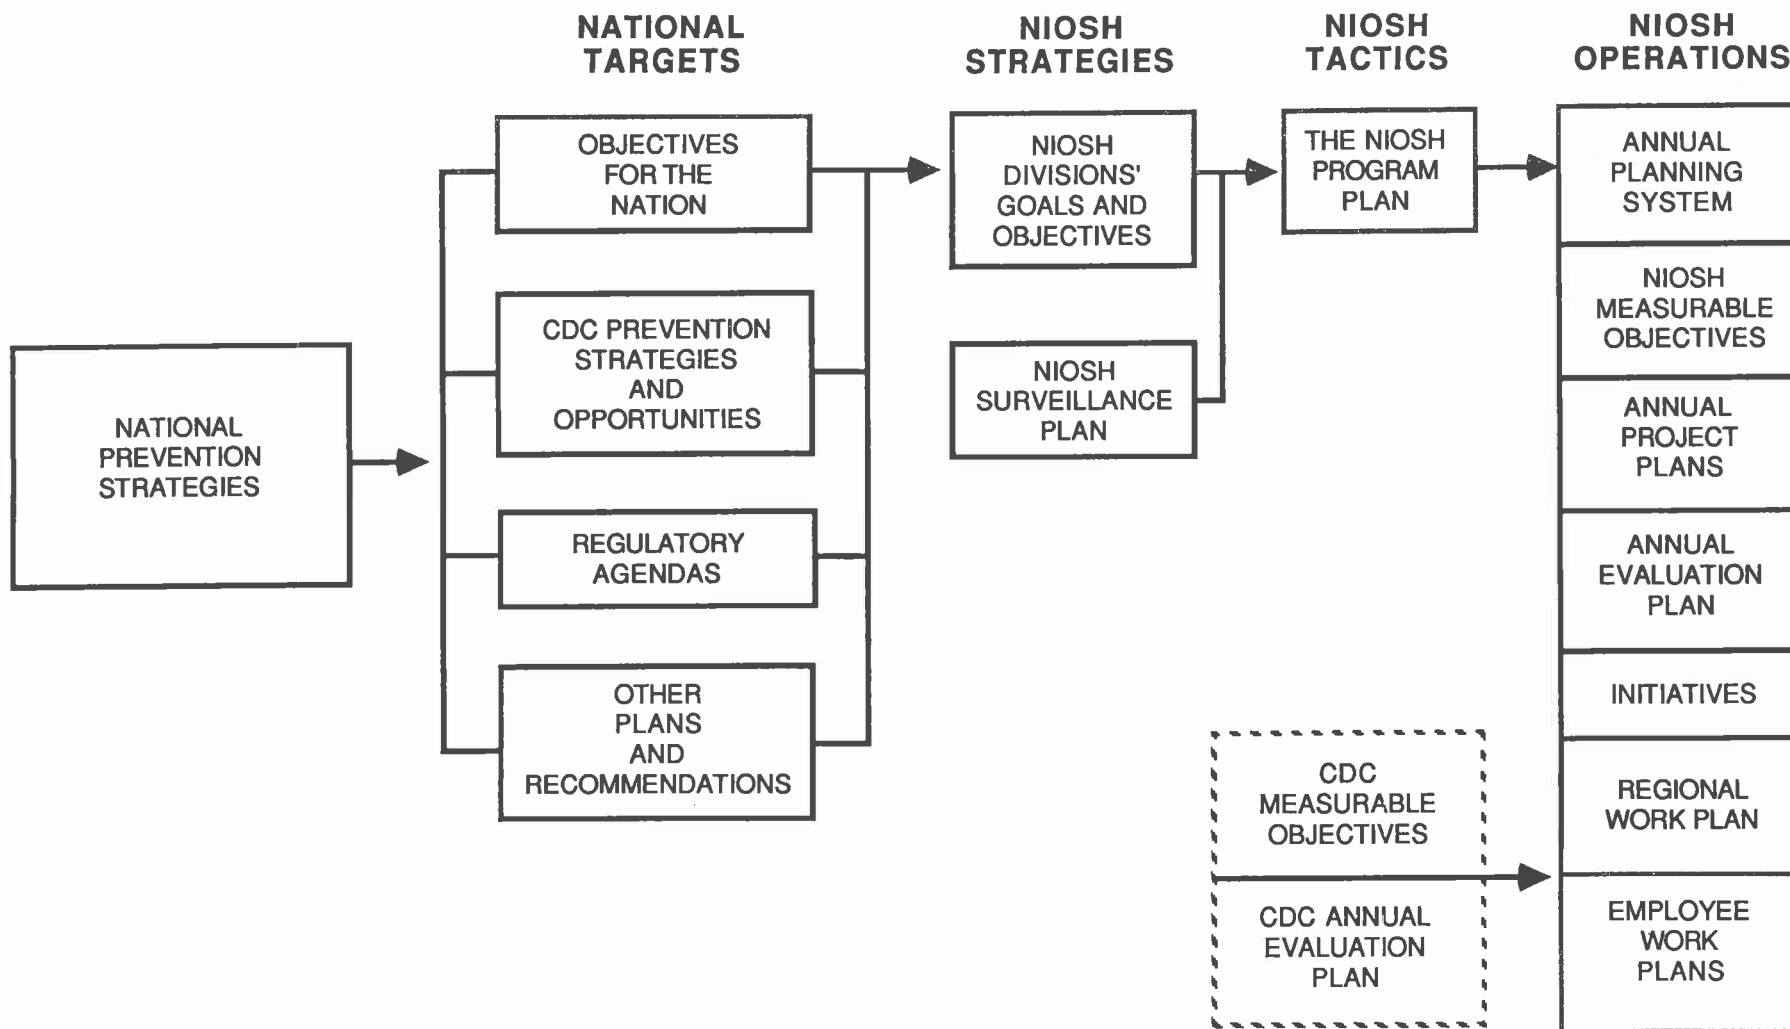 NATIONAL
TARGETS
NIOSH
STRATEGIES
NIOSH
TACTICS
NIOSH
OPERATIONS
NATIONAL
PREVENTION
STRATEGIES
OBJECTIVES
FOR THE
NATION
CDC PREVENTION
STRATEGIES
AND
OPPORTUNITIES
REGULATORY
AGENDAS
OTHER
PLANS
AND
RECOMMENDATIONS
NIOSH
DIVISIONS'
GOALS AND
OBJECTIVES
NIOSH
SURVEILLANCE
PLAN
THE NIOSH
PROGRAM
PLAN
CDC
MEASURABLE
OBJECTIVES
CDC ANNUAL
EVALUATION
PLAN
ANNUAL
PLANNING
SYSTEM
NIOSH
MEASURABLE
OBJECTIVES
ANNUAL
PROJECT
PLANS
ANNUAL
EVALUATION
PLAN
INITIATIVES
REGIONAL
WORK PLAN
EMPLOYEE
WORK
PLANS